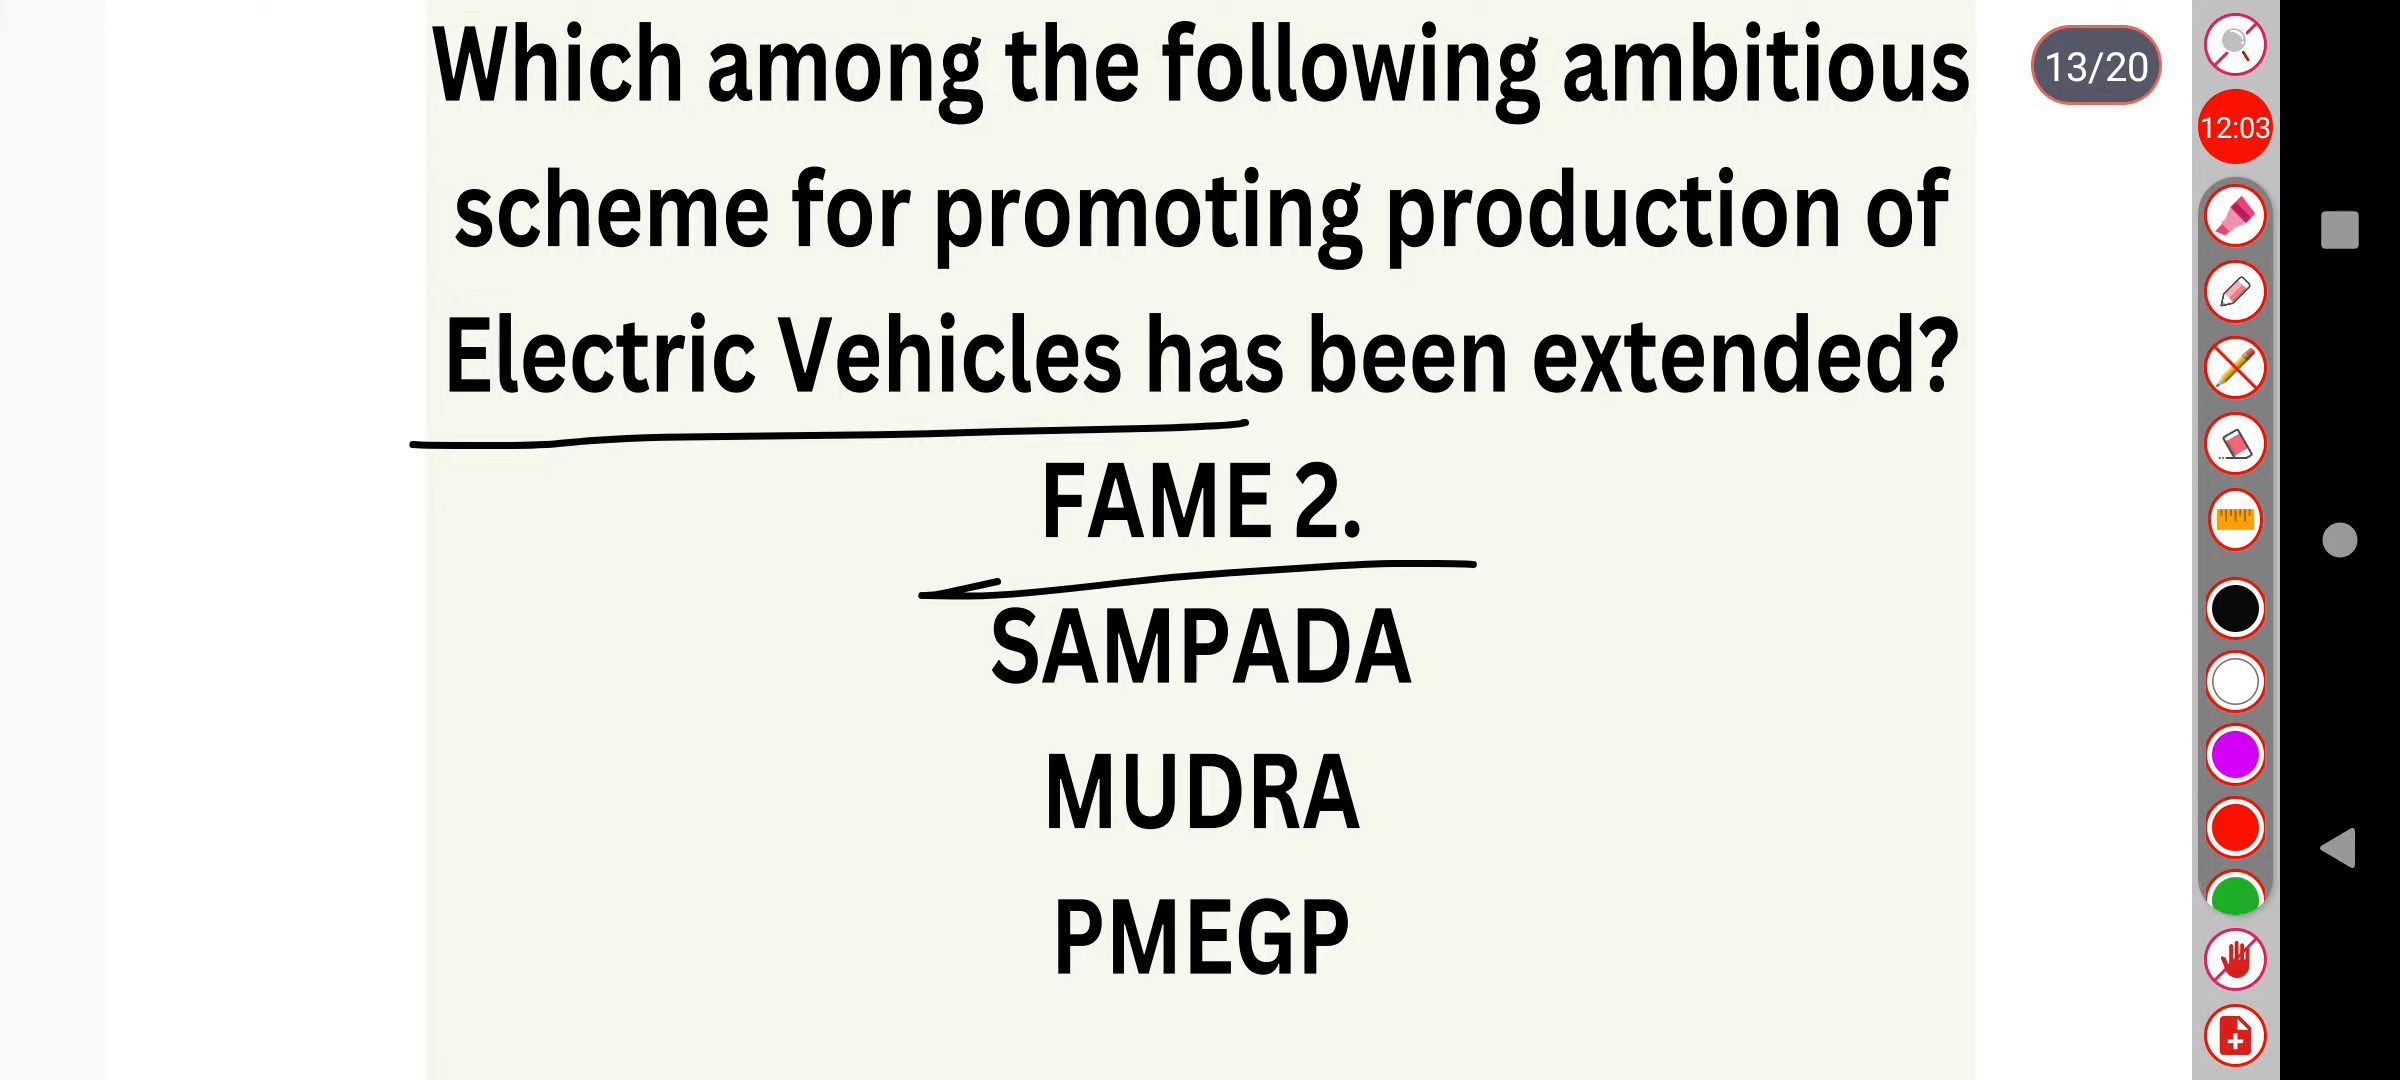 Which among the following ambitious
13/20
12:03
scheme for promoting production of
Electric Vehicles has been extended?
FAME 2.
SAMPADA
MUDRA
PMEGP